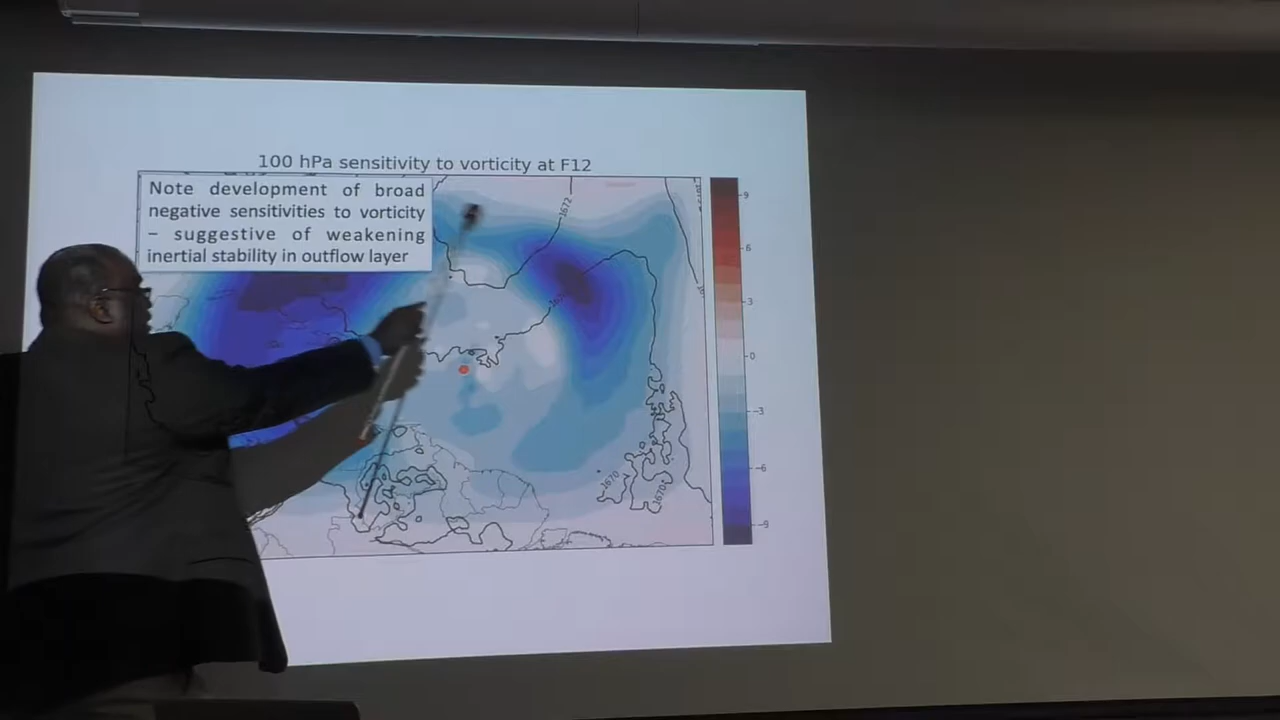 100 hPa sensitivity to vorticity at F12
Note development of broad
negative sensitivities to vorticity
– suggestive of weakening
inertial stability in outflow layer
1672
9
6
3
0
−3
−6
−9
1670
1670